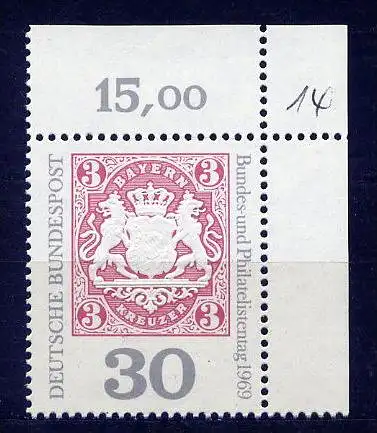 15,00
14
DEUTSCHE BUNDESPOST
3 BAYERN 3
3 KREUZER 3
Bundes- und Philatelistentag 1969
30